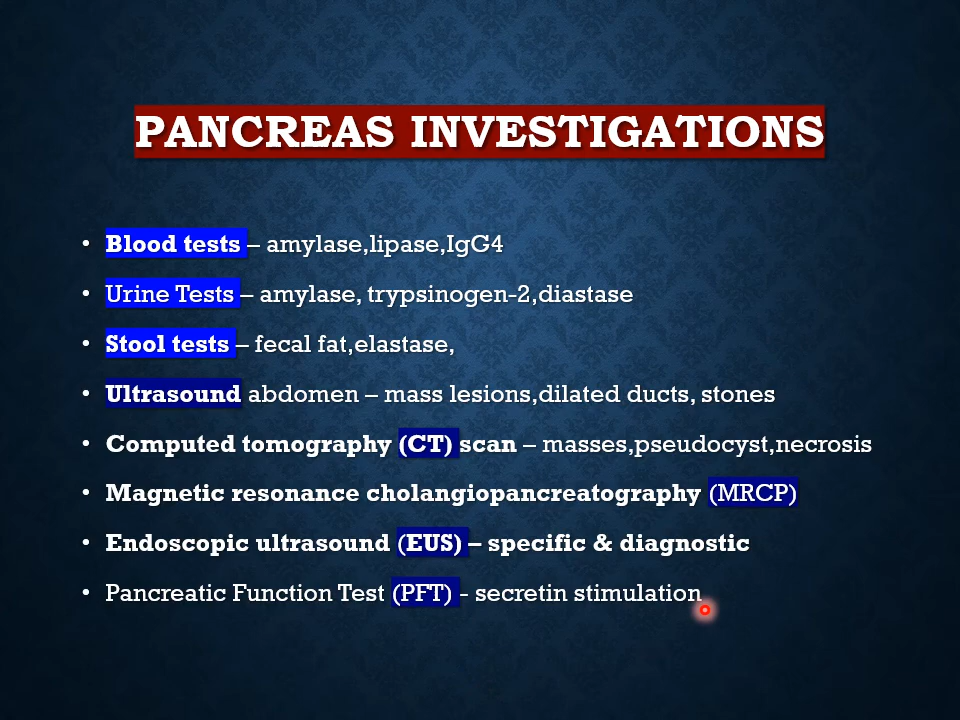 PANCREAS INVESTIGATIONS
• Blood tests – amylase,lipase,IgG4
• Urine Tests – amylase, trypsinogen-2,diastase
• Stool tests – fecal fat,elastase,
• Ultrasound abdomen – mass lesions,dilated ducts, stones
• Computed tomography (CT) scan – masses,pseudocyst,necrosis
• Magnetic resonance cholangiopancreatography (MRCP)
• Endoscopic ultrasound (EUS) – specific & diagnostic
• Pancreatic Function Test (PFT) - secretin stimulation